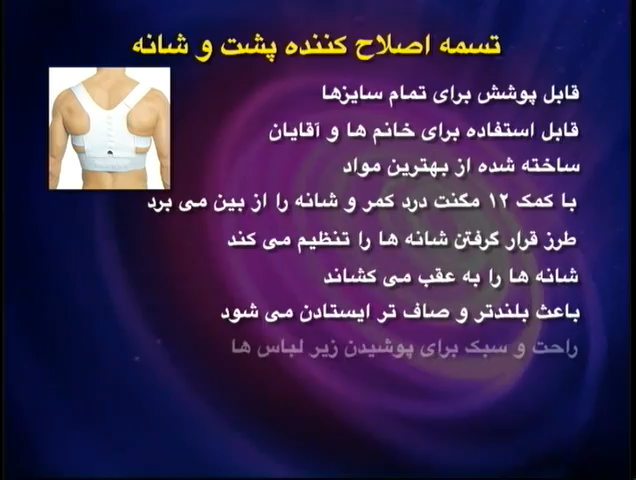 تسمه اصلاح کننده پشت و شانه
قابل پوشش برای تمام سایزها
قابل استفاده برای خانم ها و آقایان
ساخته شده از بهترین مواد
با کمک ۱۲ مگنت درد کمر و شانه را از بین می برد
طرز قرار گرفتن شانه ها را تنظیم می کند
شانه ها را به عقب می کشاند
باعث بلندتر و صاف تر ایستادن می شود
راحت و سبک برای پوشیدن زیر لباس ها